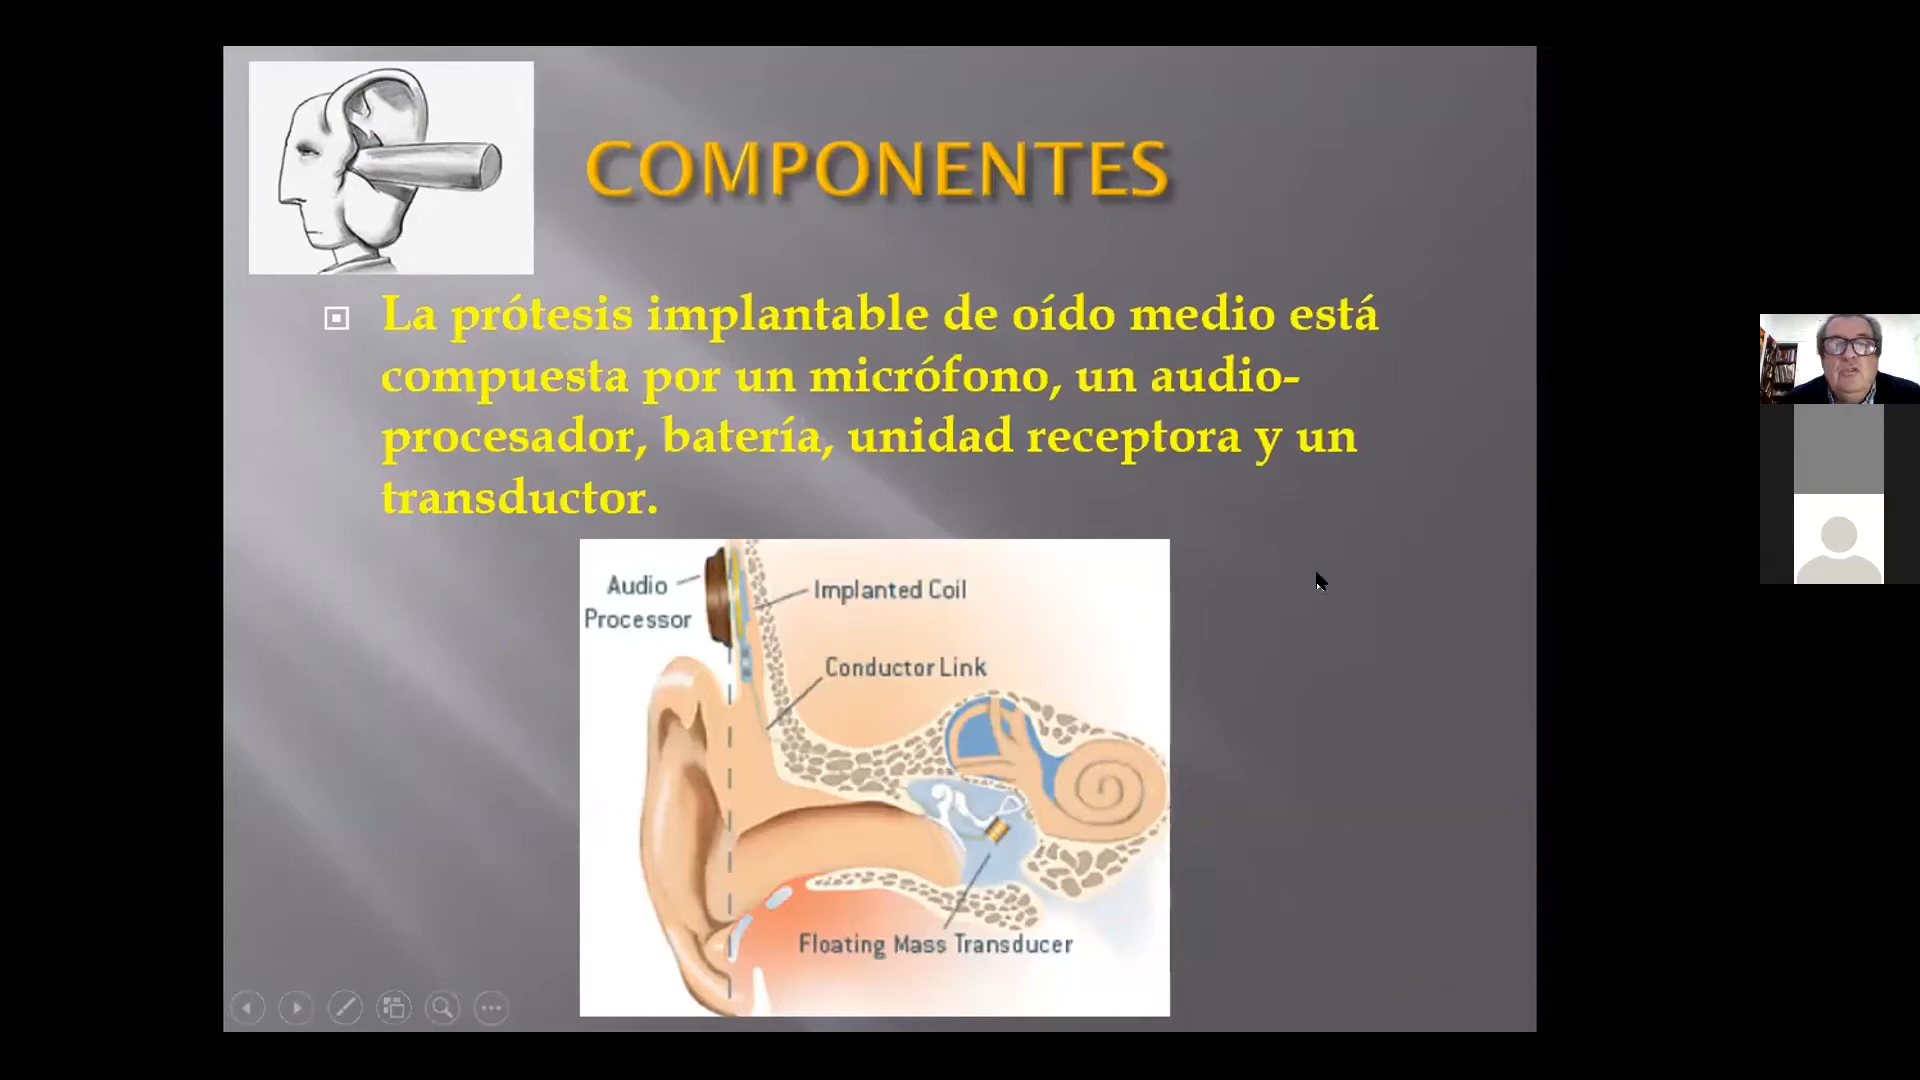 COMPONENTES
La prótesis implantable de oído medio está
compuesta por un micrófono, un audio-
procesador, batería, unidad receptora y un
transductor.
Audio
Processor
Implanted Coil
Conductor Link
Floating Mass Transducer